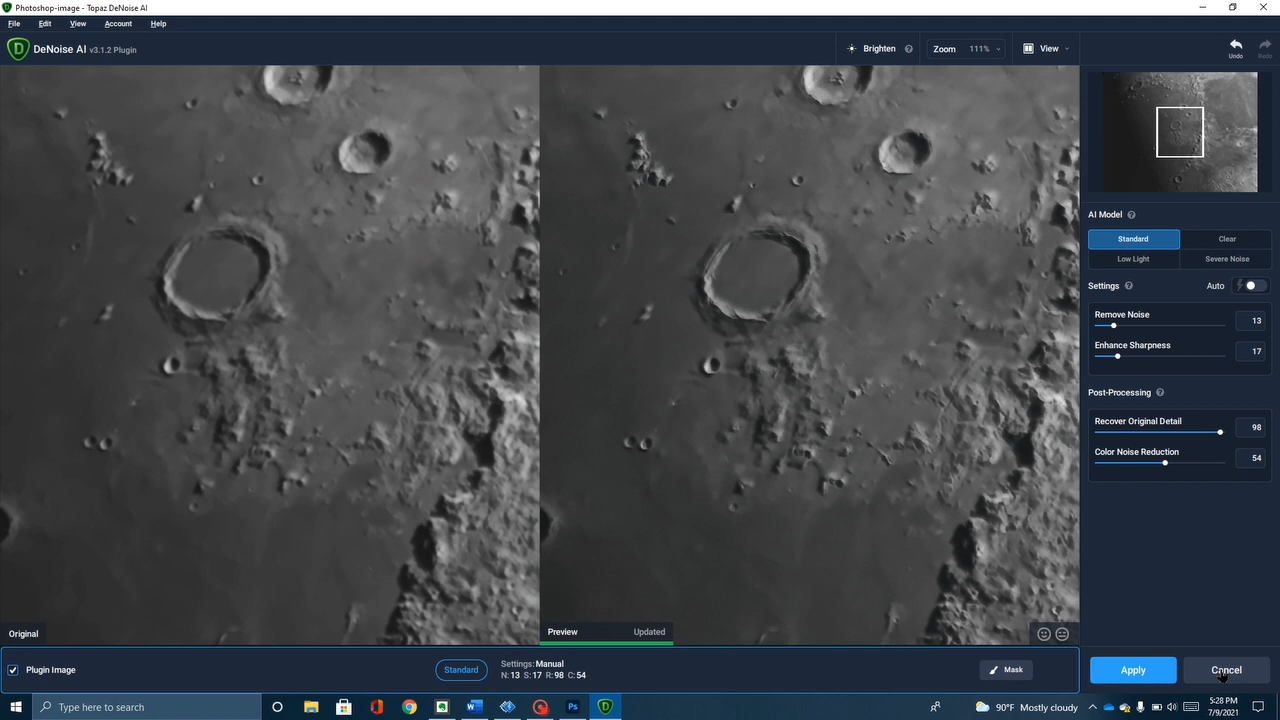 Photoshop-image - Topaz DeNoise AI
File Edit View Account Help
DeNoise AI v3.1.2 Plugin
Brighten
Zoom 111%
View
Undo
Redo
AI Model
Standard Clear
Low Light Severe Noise
Settings Auto
Remove Noise 13
Enhance Sharpness 17
Post-Processing
Recover Original Detail 98
Color Noise Reduction 54
Original
Preview Updated
Plugin Image
Standard
Settings: Manual
N: 13 S: 17 R: 98 C: 54
Mask
Apply
Cancel
Type here to search
90°F Mostly cloudy
5:28 PM
7/9/2021